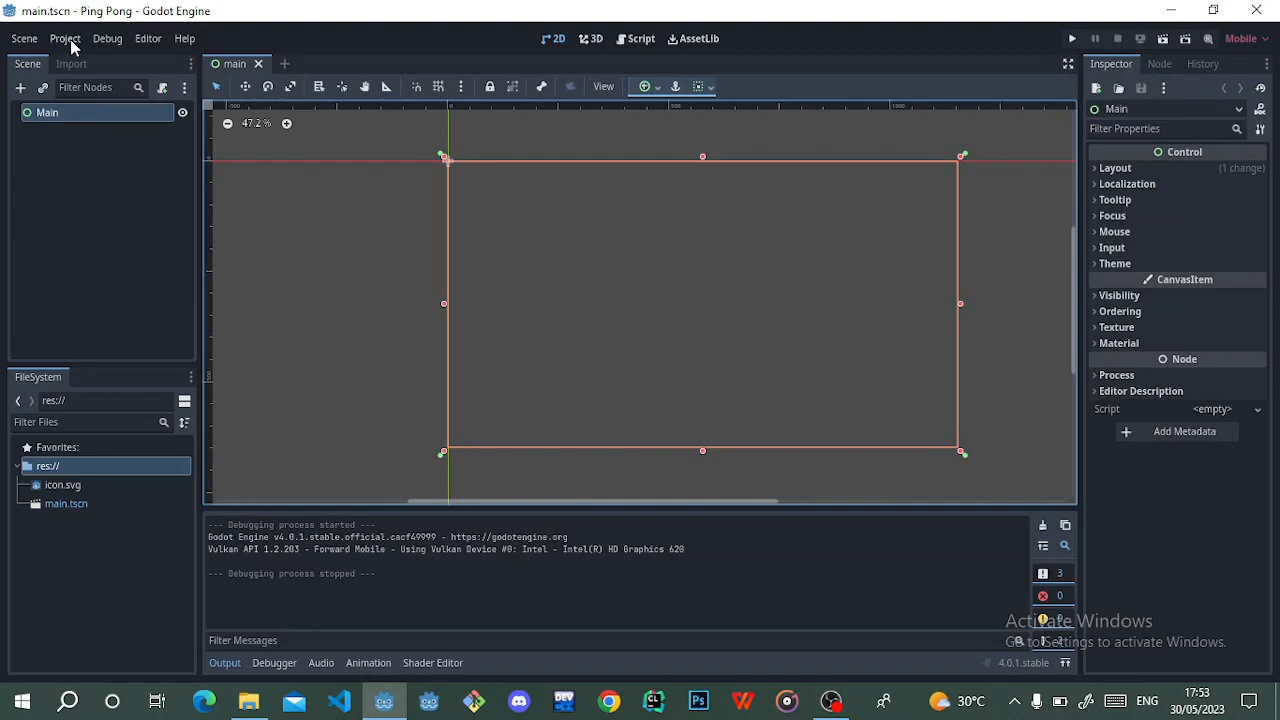 main.tscn - Ping Pong - Godot Engine
Scene Project Debug Editor Help
2D 3D Script AssetLib
Mobile
Scene Import
main
Inspector Node History
Filter Nodes
View
Main
47.2 %
-500 0 500 1000
Main
Filter Properties
Control
Layout (1 change)
Localization
Tooltip
Focus
Mouse
Input
Theme
CanvasItem
Visibility
Ordering
Texture
Material
Node
Process
Editor Description
Script <empty>
Add Metadata
FileSystem
res://
Filter Files
Favorites:
res://
icon.svg
main.tscn
--- Debugging process started ---
Godot Engine v4.0.1.stable.official.cacf49999 - https://godotengine.org
Vulkan API 1.2.203 - Forward Mobile - Using Vulkan Device #0: Intel - Intel(R) HD Graphics 620
--- Debugging process stopped ---
3
0
Filter Messages
Activate Windows
Go to Settings to activate Windows.
Output Debugger Audio Animation Shader Editor
4.0.1.stable
30°C
ENG
17:53
30/05/2023